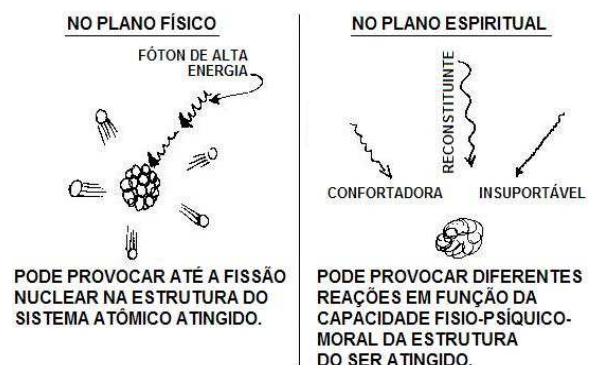 NO PLANO FÍSICO
FÓTON DE ALTA
ENERGIA
PODE PROVOCAR ATÉ A FISSÃO
NUCLEAR NA ESTRUTURA DO
SISTEMA ATÔMICO ATINGIDO.
NO PLANO ESPIRITUAL
RECONSTITUINTE
CONFORTADORA
INSUPORTÁVEL
PODE PROVOCAR DIFERENTES
REAÇÕES EM FUNÇÃO DA
CAPACIDADE FISIO-PSÍQUICO-
MORAL DA ESTRUTURA
DO SER ATINGIDO.